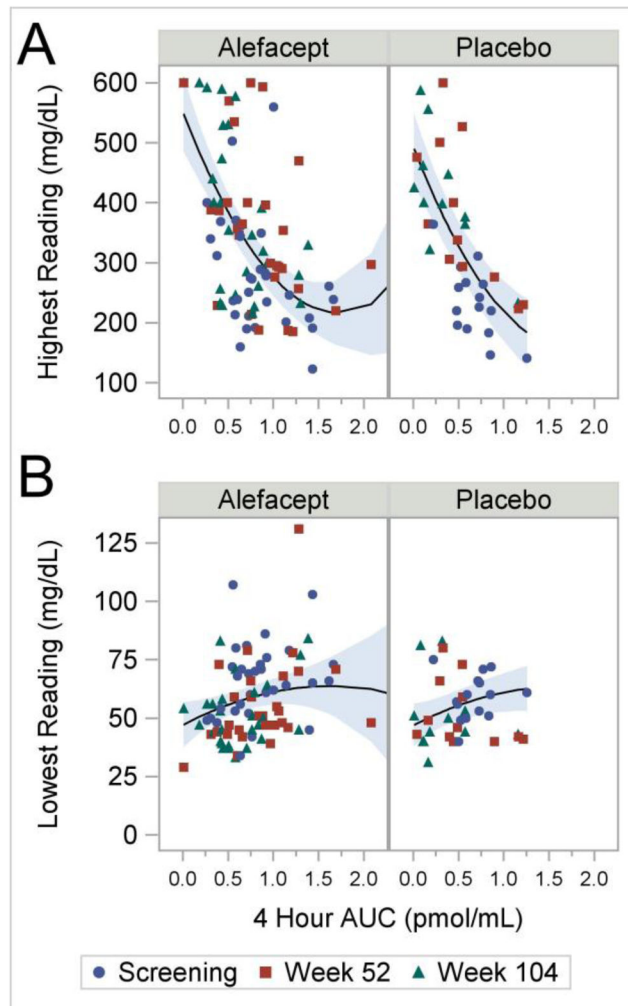 A
Alefacept Placebo
Highest Reading (mg/dL)
600
500
400
300
200
100
0.0 0.5 1.0 1.5 2.0 0.0 0.5 1.0 1.5 2.0
B
Alefacept Placebo
Lowest Reading (mg/dL)
125
100
75
50
25
0
0.0 0.5 1.0 1.5 2.0 0.0 0.5 1.0 1.5 2.0
4 Hour AUC (pmol/mL)
Screening Week 52 Week 104